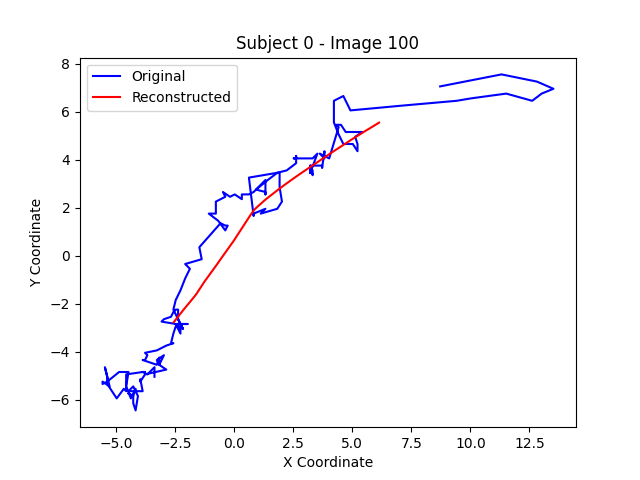 Subject 0 - Image 100
Original
Reconstructed
8
6
4
2
0
−2
−4
−6
Y Coordinate
−5.0 −2.5 0.0 2.5 5.0 7.5 10.0 12.5
X Coordinate